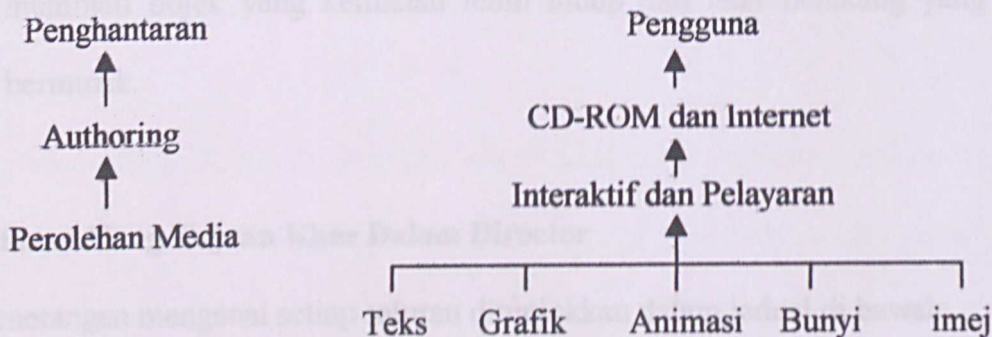 Penghantaran
Authoring
Perolehan Media
Pengguna
CD-ROM dan Internet
Interaktif dan Pelayaran
Teks Grafik Animasi Bunyi imej